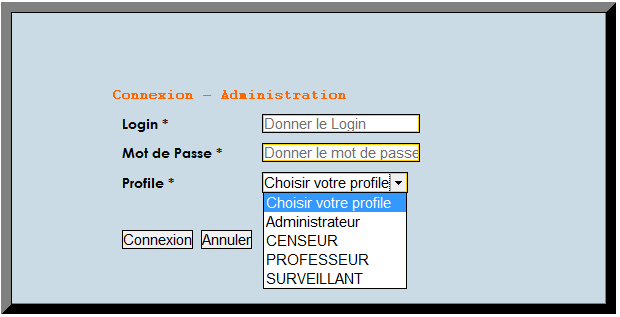 Connexion - Administration
Login *
Donner le Login
Mot de Passe *
Donner le mot de passe
Profile *
Choisir votre profile
Choisir votre profile
Administrateur
CENSEUR
PROFESSEUR
SURVEILLANT
Connexion Annuler